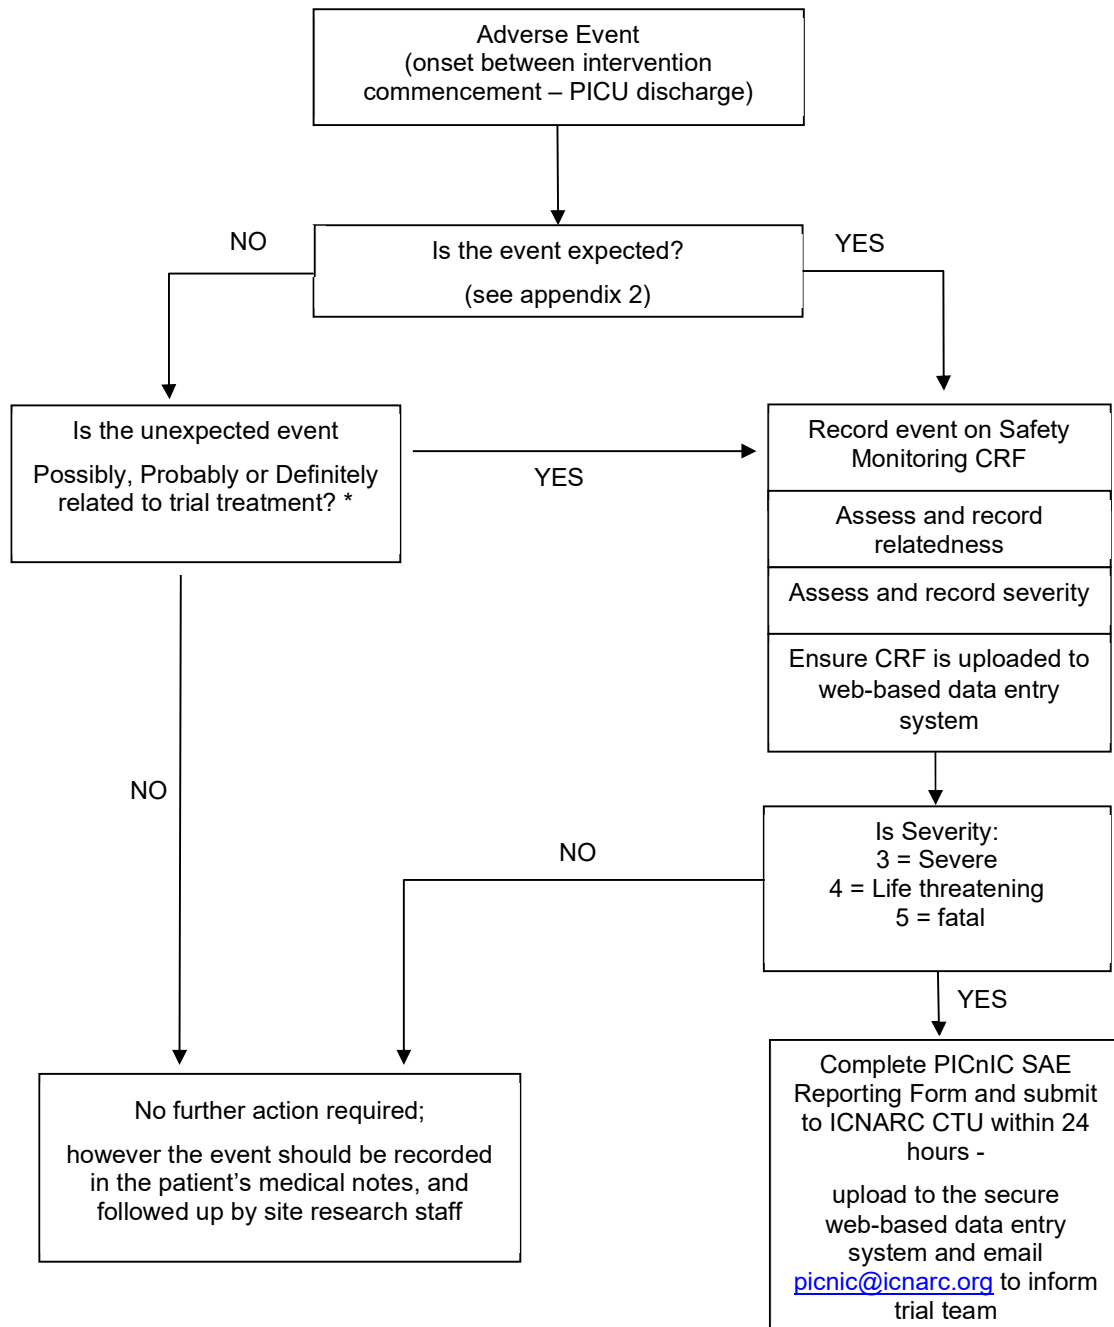 Adverse Event
(onset between intervention
commencement – PICU discharge)
NO
YES
Is the event expected?
(see appendix 2)
Is the unexpected event
Possibly, Probably or Definitely
related to trial treatment? *
YES
Record event on Safety
Monitoring CRF
Assess and record
relatedness
Assess and record severity
Ensure CRF is uploaded to
web-based data entry
system
NO
NO
Is Severity:
3 = Severe
4 = Life threatening
5 = fatal
YES
No further action required;
however the event should be recorded
in the patient's medical notes, and
followed up by site research staff
Complete PICnIC SAE
Reporting Form and submit
to ICNARC CTU within 24
hours -
upload to the secure
web-based data entry
system and email
picnic@icnarc.org to inform
trial team